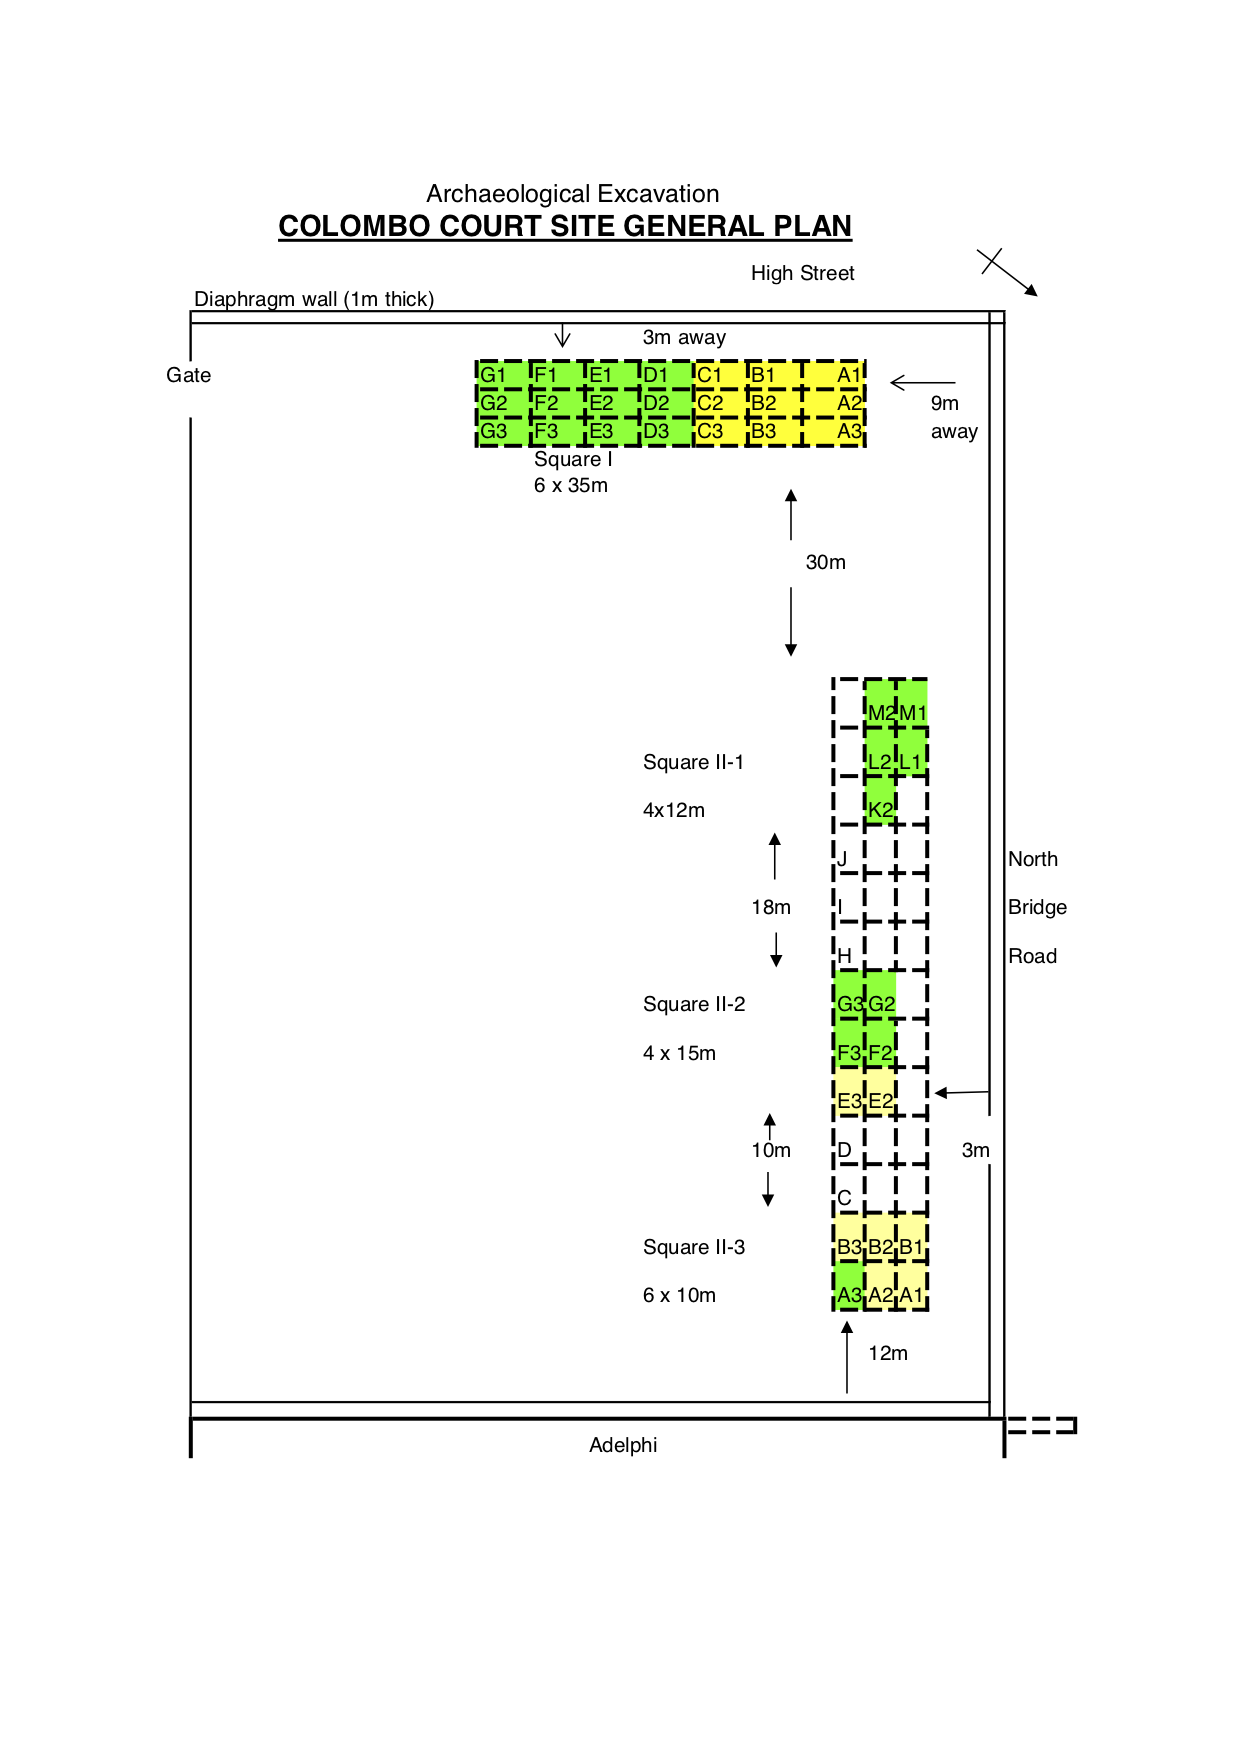 Archaeological Excavation
COLOMBO COURT SITE GENERAL PLAN
High Street
Diaphragm wall (1m thick)
3m away
Gate
G1 F1 E1 D1 C1 B1 A1
G2 F2 E2 D2 C2 B2 A2
G3 F3 E3 D3 C3 B3 A3
9m
away
Square I
6 x 35m
30m
M2 M1
Square II-1 L2 L1
4x12m K2
J North
18m I Bridge
H Road
Square II-2 G3 G2
4 x 15m F3 F2
E3 E2
10m D 3m
C
Square II-3 B3 B2 B1
6 x 10m A3 A2 A1
12m
Adelphi